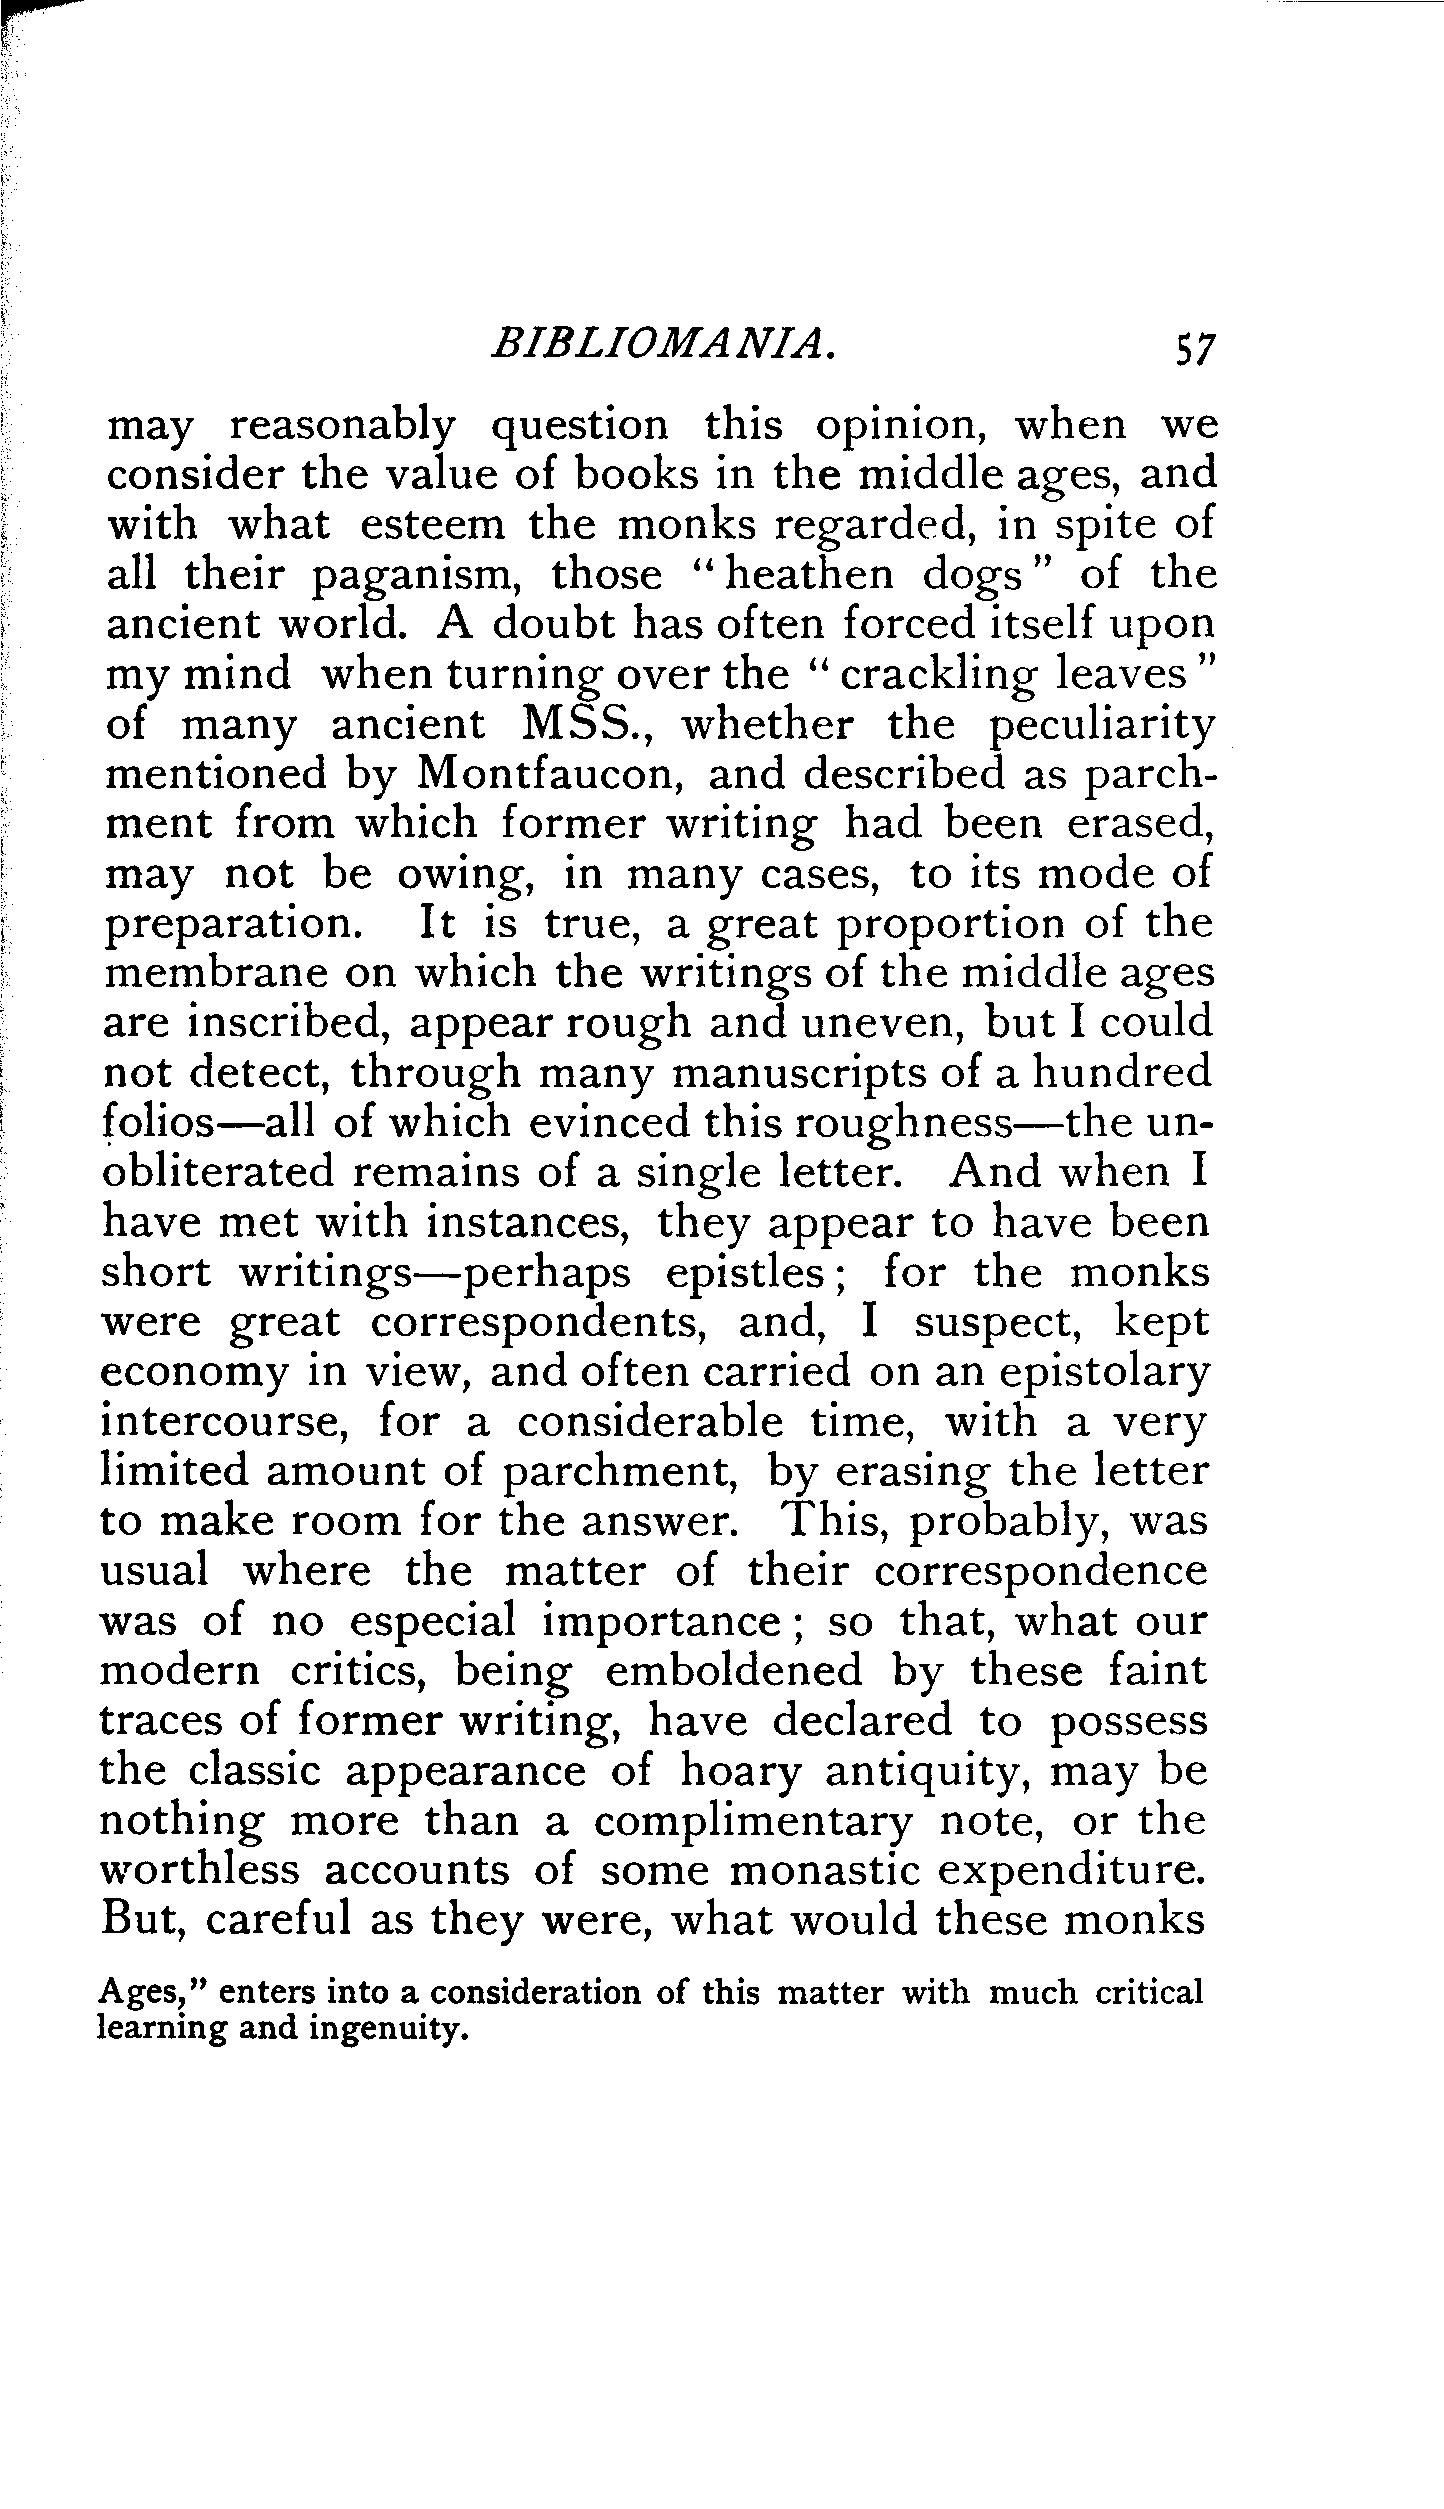 BIBLIOMANIA. 57
may reasonably question this opinion, when we
consider the value of books in the middle ages, and
with what esteem the monks regarded, in spite of
all their paganism, those “heathen dogs” of the
ancient world. A doubt has often forced itself upon
my mind when turning over the “crackling leaves”
of many ancient MSS., whether the peculiarity
mentioned by Montfaucon, and described as parch-
ment from which former writing had been erased,
may not be owing, in many cases, to its mode of
preparation. It is true, a great proportion of the
membrane on which the writings of the middle ages
are inscribed, appear rough and uneven, but I could
not detect, through many manuscripts of a hundred
folios—all of which evinced this roughness—the un-
obliterated remains of a single letter. And when I
have met with instances, they appear to have been
short writings—perhaps epistles; for the monks
were great correspondents, and, I suspect, kept
economy in view, and often carried on an epistolary
intercourse, for a considerable time, with a very
limited amount of parchment, by erasing the letter
to make room for the answer. This, probably, was
usual where the matter of their correspondence
was of no especial importance; so that, what our
modern critics, being emboldened by these faint
traces of former writing, have declared to possess
the classic appearance of hoary antiquity, may be
nothing more than a complimentary note, or the
worthless accounts of some monastic expenditure.
But, careful as they were, what would these monks
Ages,” enters into a consideration of this matter with much critical
learning and ingenuity.